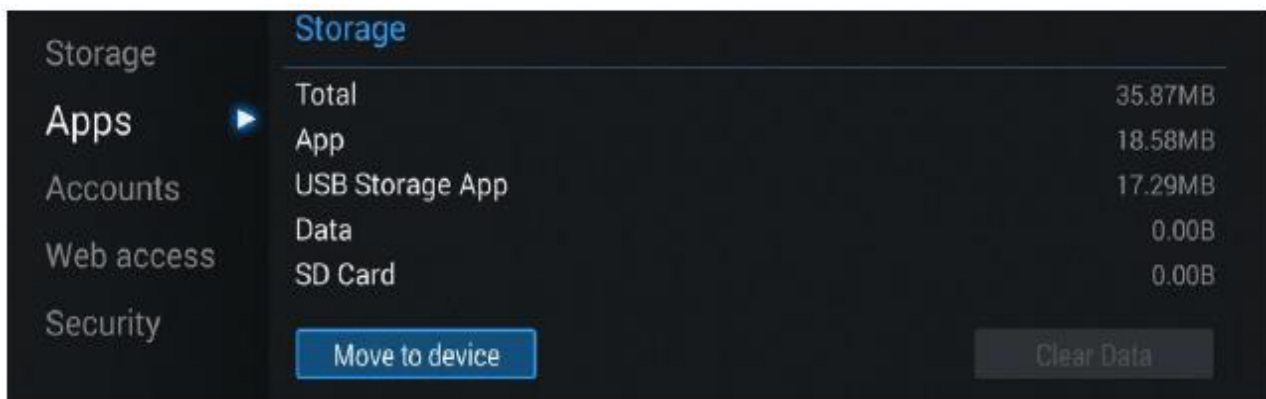 Storage
Apps
Accounts
Web access
Security
Storage
Total 35.87MB
App 18.58MB
USB Storage App 17.29MB
Data 0.00B
SD Card 0.00B
Move to device Clear Data